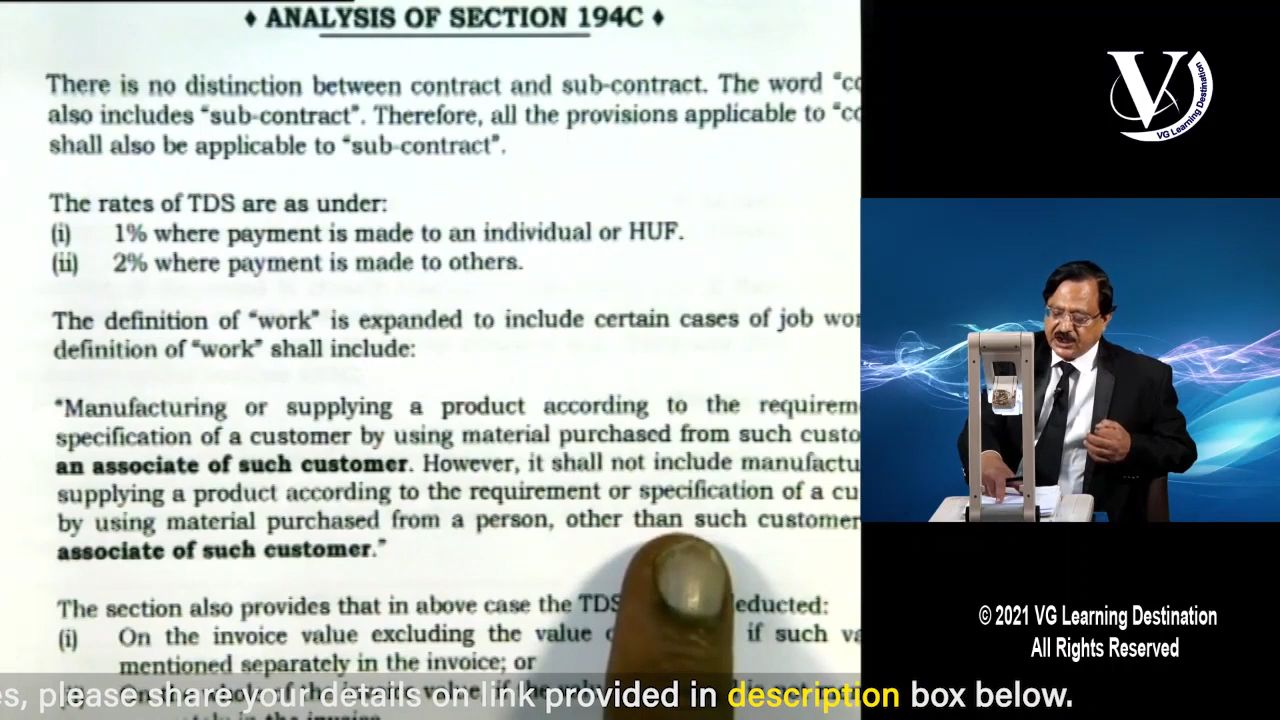 ♦ ANALYSIS OF SECTION 194C ♦
There is no distinction between contract and sub-contract. The word
also includes "sub-contract". Therefore, all the provisions applicable to
shall also be applicable to "sub-contract".
The rates of TDS are as under:
(i) 1% where payment is made to an individual or HUF.
(ii) 2% where payment is made to others.
The definition of "work" is expanded to include certain cases of job
definition of "work" shall include:
"Manufacturing or supplying a product according to the
specification of a customer by using material purchased from such
an associate of such customer. However, it shall not include
supplying a product according to the requirement or specification of a
by using material purchased from a person, other than such customer
associate of such customer."
The section also provides that in above case the TDS
(i) On the invoice value excluding the value if such
mentioned separately in the invoice; or
V
VG Learning Destination
© 2021 VG Learning Destination
All Rights Reserved
please share your details on link provided in description box below.